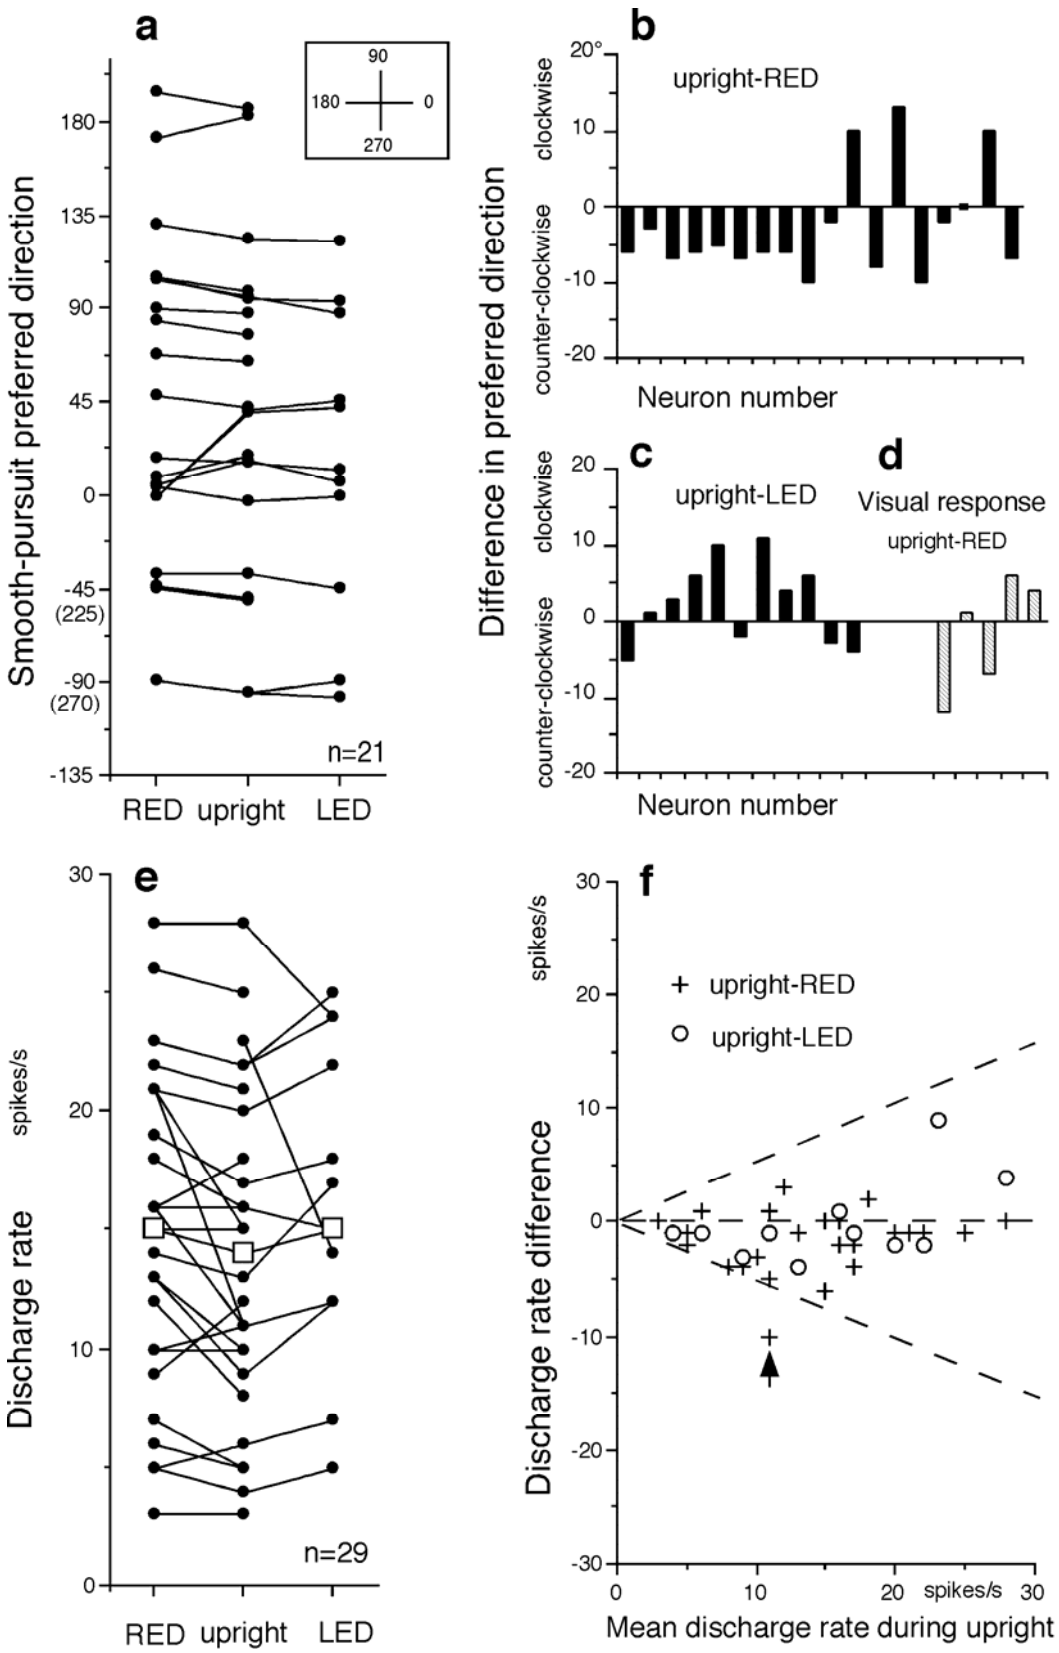 a
90
180 0
270
Smooth-pursuit preferred direction
180
135
90
45
0
-45
(225)
-90
(270)
-135
n=21
RED upright LED
b
upright-RED
Difference in preferred direction
counter-clockwise clockwise
20°
10
0
-10
-20
Neuron number
c
upright-LED
counter-clockwise clockwise
20
10
0
-10
-20
Neuron number
d
Visual response
upright-RED
e
Discharge rate spikes/s
30
20
10
0
n=29
RED upright LED
f
Discharge rate difference spikes/s
30
20
10
0
-10
-20
-30
+ upright-RED
○ upright-LED
0 10 20 spikes/s 30
Mean discharge rate during upright